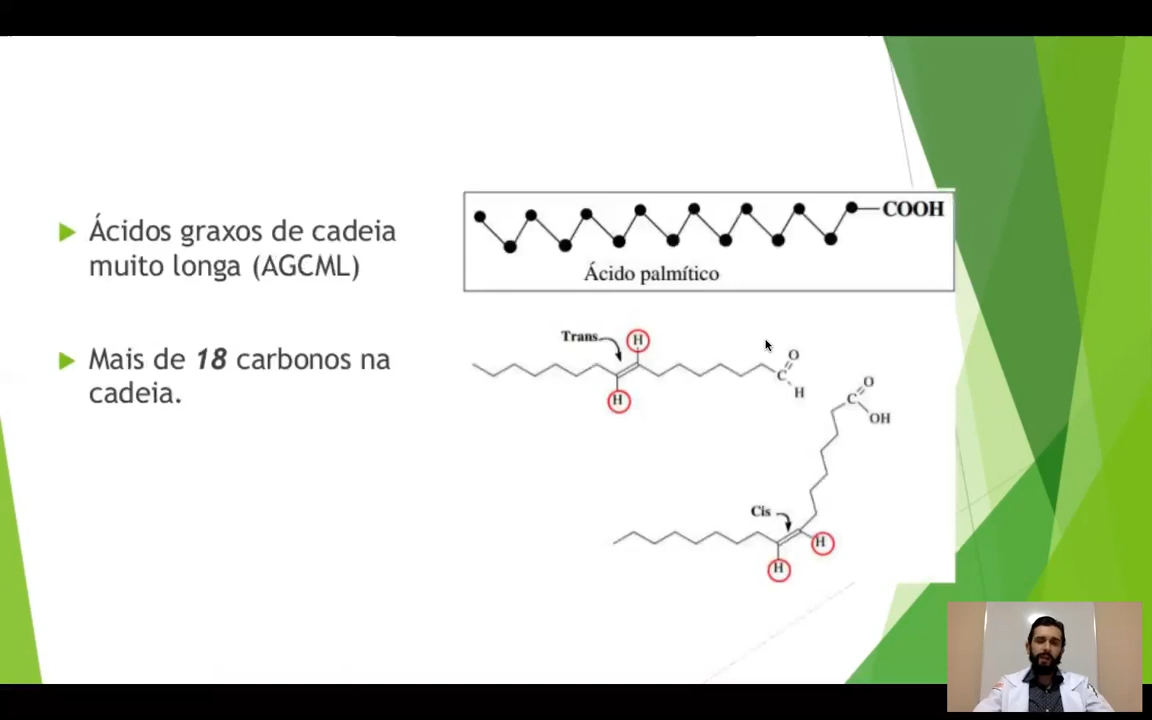 Ácidos graxos de cadeia
muito longa (AGCML)
Mais de 18 carbonos na
cadeia.
COOH
Ácido palmítico
Trans
H
H
O
C
H
O
C
OH
Cis
H
H